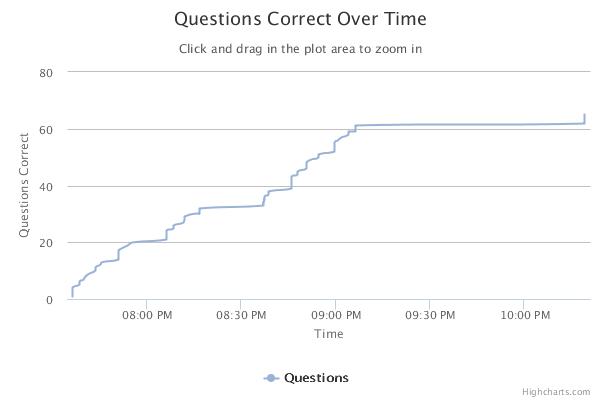 Questions Correct Over Time
Click and drag in the plot area to zoom in
80
60
40
20
0
Questions Correct
08:00 PM 08:30 PM 09:00 PM 09:30 PM 10:00 PM
Time
Questions
Highcharts.com